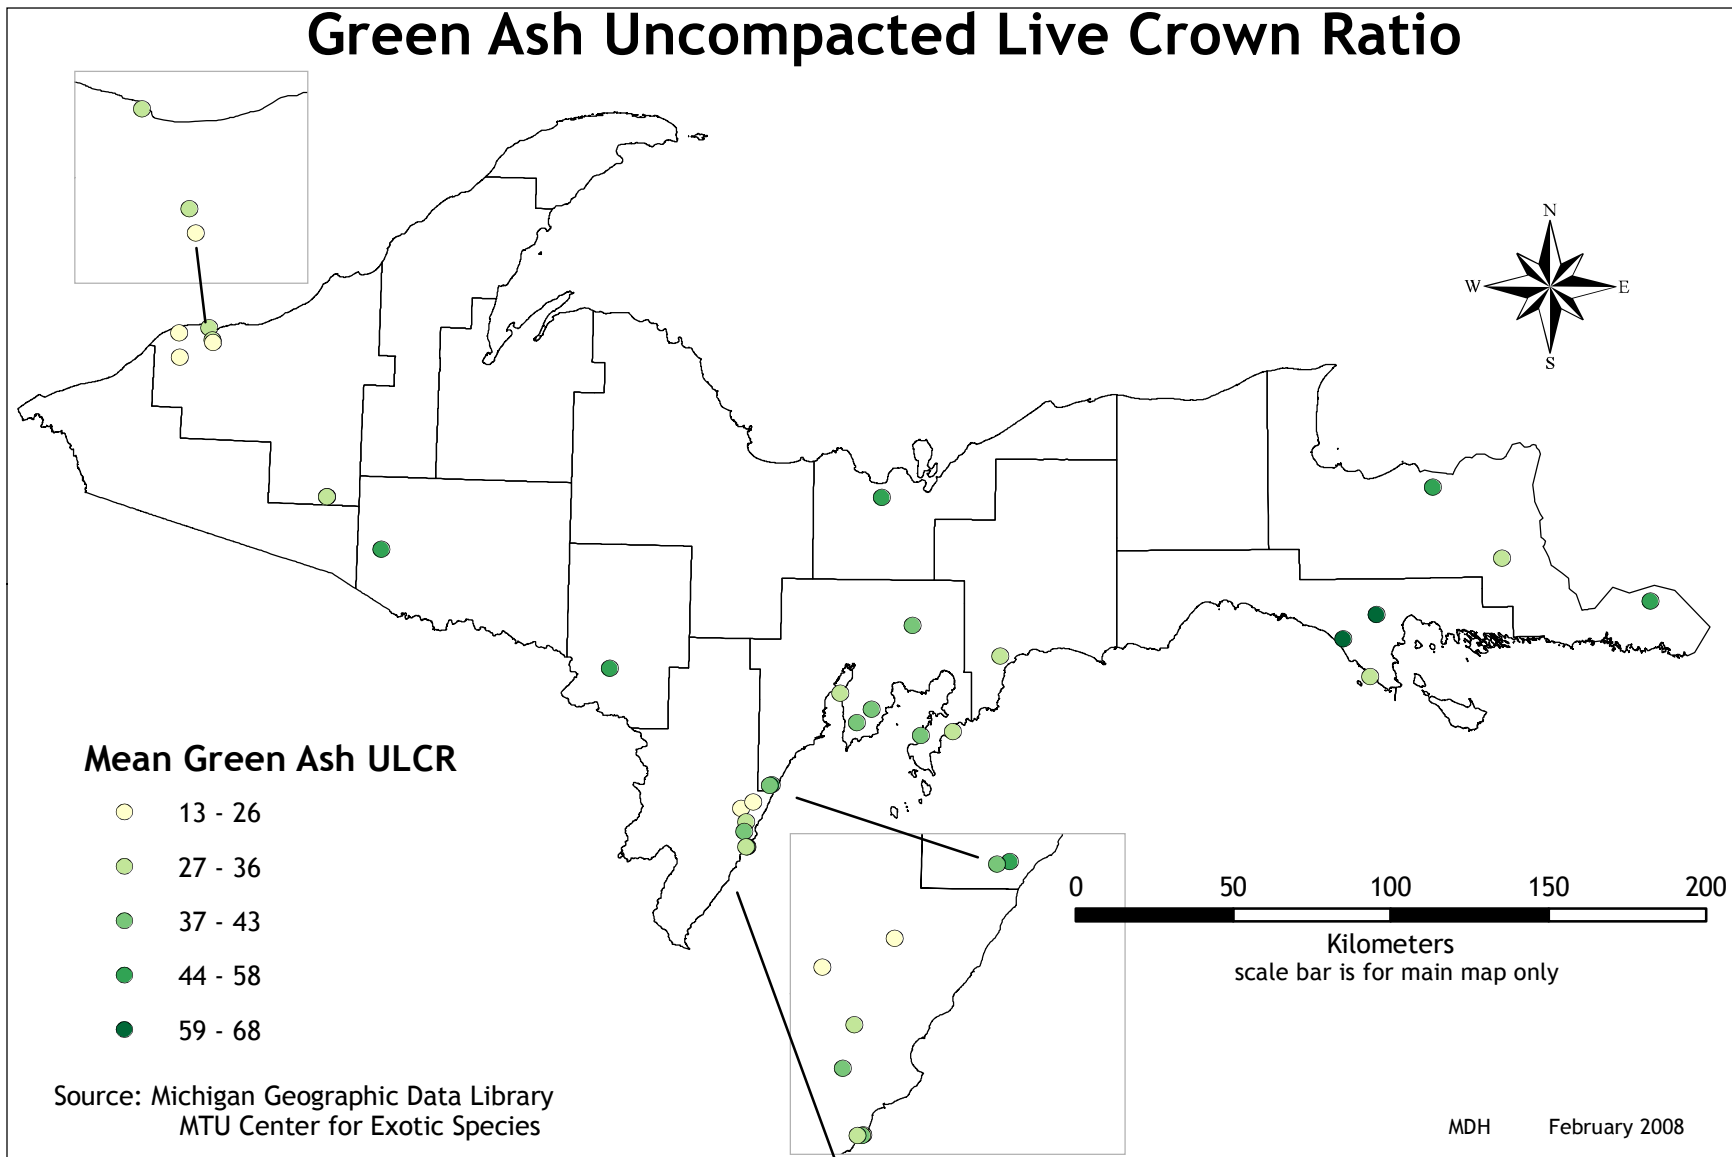 Green Ash Uncompacted Live Crown Ratio
N
W
E
S
Mean Green Ash ULCR
13 - 26
27 - 36
37 - 43
44 - 58
59 - 68
0 50 100 150 200
Kilometers
scale bar is for main map only
Source: Michigan Geographic Data Library
MTU Center for Exotic Species
MDH February 2008